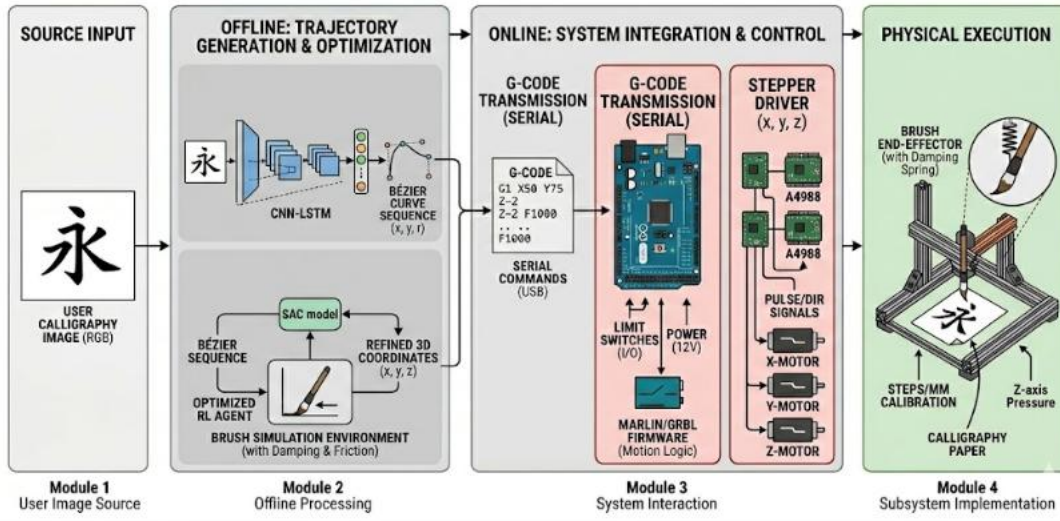 SOURCE INPUT
永
USER
CALLIGRAPHY
IMAGE (RGB)
Module 1
User Image Source
OFFLINE: TRAJECTORY
GENERATION & OPTIMIZATION
永
CNN-LSTM
BÉZIER
CURVE
SEQUENCE
(x, y, r)
SAC model
BÉZIER
SEQUENCE
REFINED 3D
COORDINATES
(x, y, z)
OPTIMIZED
RL AGENT
BRUSH SIMULATION ENVIRONMENT
(with Damping & Friction)
Module 2
Offline Processing
ONLINE: SYSTEM INTEGRATION & CONTROL
G-CODE
TRANSMISSION
(SERIAL)
G-CODE
G1 X50 Y75
Z-2
Z-2 F1000
.. ..
F1000
SERIAL
COMMANDS
(USB)
G-CODE
TRANSMISSION
(SERIAL)
LIMIT
SWITCHES
(I/O)
POWER
(12V)
MARLIN/GRBL
FIRMWARE
(Motion Logic)
STEPPER
DRIVER
(x, y, z)
A4988
A4988
PULSE/DIR
SIGNALS
X-MOTOR
Y-MOTOR
Z-MOTOR
Module 3
System Interaction
PHYSICAL EXECUTION
BRUSH
END-EFFECTOR
(with Damping
Spring)
永
STEPS/MM
CALIBRATION
Z-axis
Pressure
CALLIGRAPHY
PAPER
Module 4
Subsystem Implementation